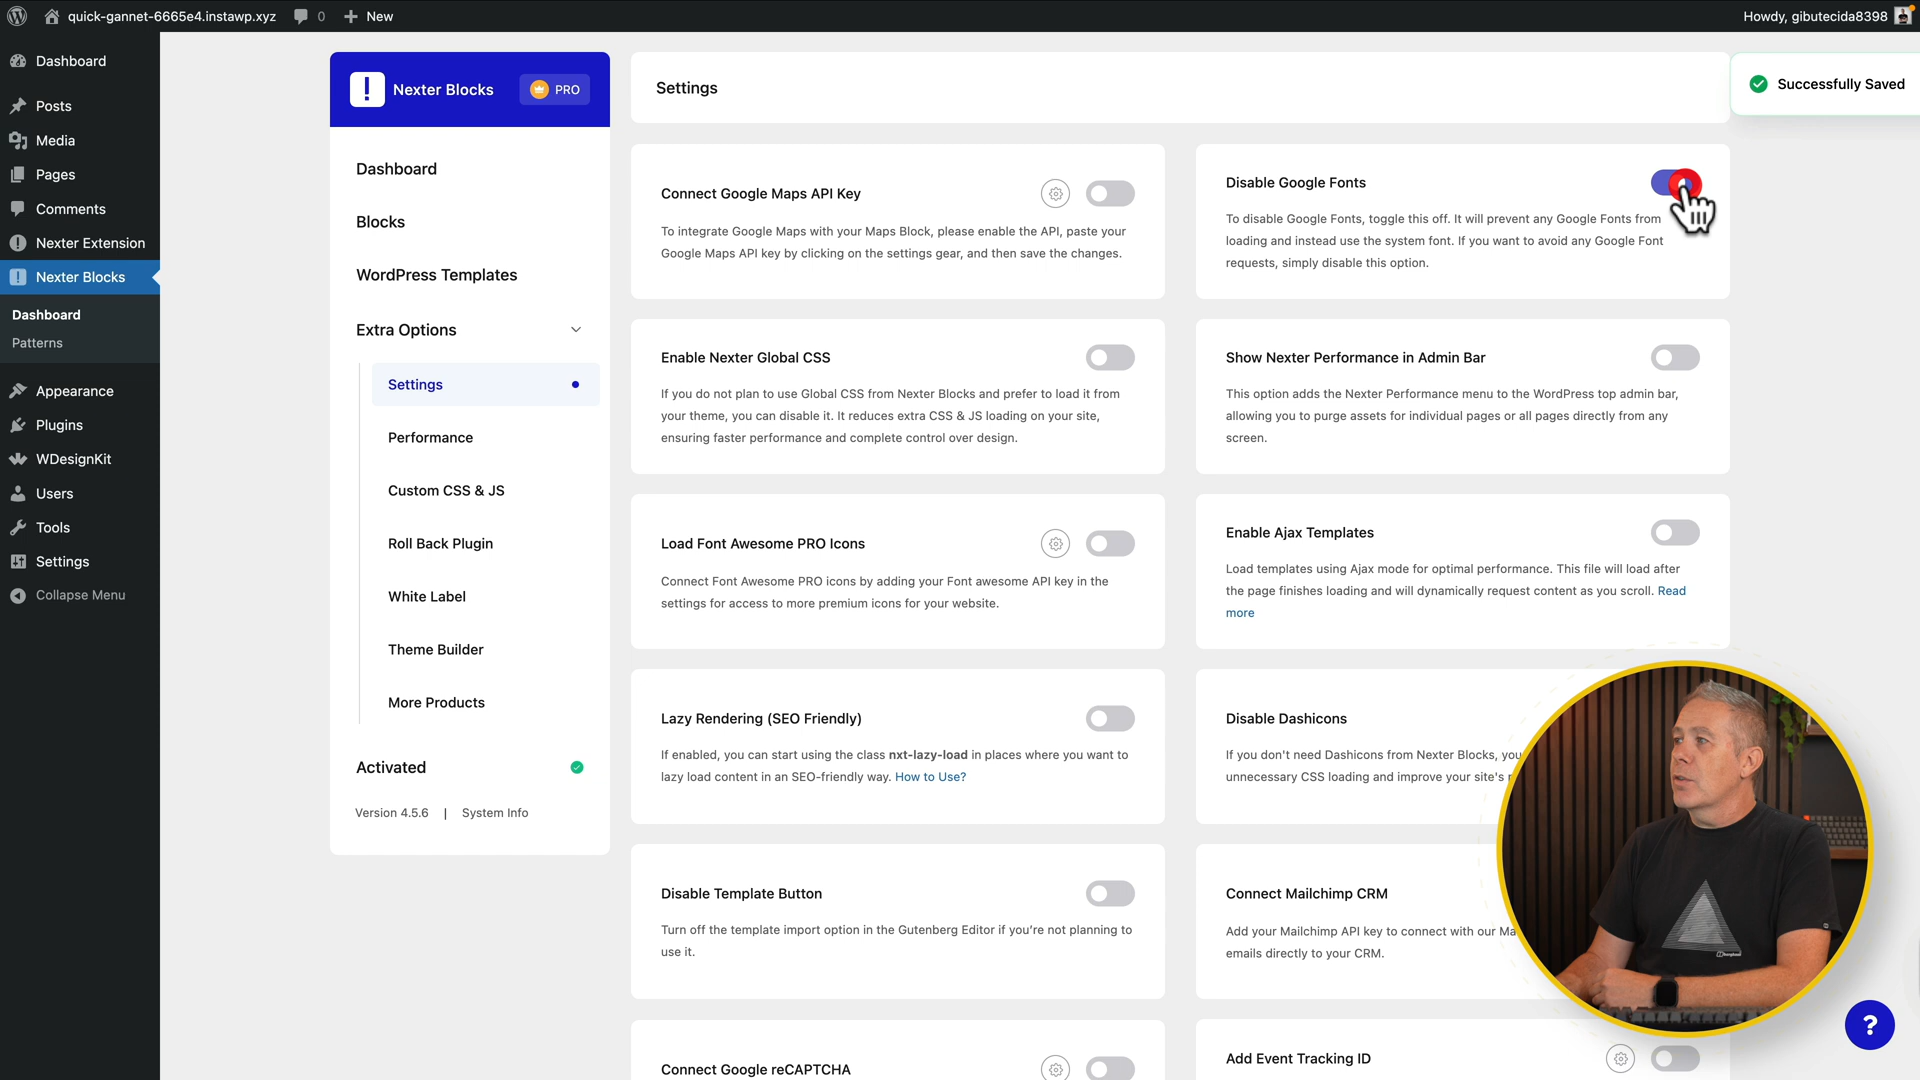 quick-gannet-6665e4.instawp.xyz
0
New
Howdy, gibutecida8398
Dashboard
Posts
Media
Pages
Comments
Nexter Extension
Nexter Blocks
Dashboard
Patterns
Appearance
Plugins
WDesignKit
Users
Tools
Settings
Collapse Menu
Nexter Blocks
PRO
Dashboard
Blocks
WordPress Templates
Extra Options
Settings
Performance
Custom CSS & JS
Roll Back Plugin
White Label
Theme Builder
More Products
Activated
Version 4.5.6 | System Info
Settings
Successfully Saved
Connect Google Maps API Key
To integrate Google Maps with your Maps Block, please enable the API, paste your
Google Maps API key by clicking on the settings gear, and then save the changes.
Disable Google Fonts
To disable Google Fonts, toggle this off. It will prevent any Google Fonts from
loading and instead use the system font. If you want to avoid any Google Font
requests, simply disable this option.
Enable Nexter Global CSS
If you do not plan to use Global CSS from Nexter Blocks and prefer to load it from
your theme, you can disable it. It reduces extra CSS & JS loading on your site,
ensuring faster performance and complete control over design.
Show Nexter Performance in Admin Bar
This option adds the Nexter Performance menu to the WordPress top admin bar,
allowing you to purge assets for individual pages or all pages directly from any
screen.
Load Font Awesome PRO Icons
Connect Font Awesome PRO icons by adding your Font awesome API key in the
settings for access to more premium icons for your website.
Enable Ajax Templates
Load templates using Ajax mode for optimal performance. This file will load after
the page finishes loading and will dynamically request content as you scroll. Read
more
Lazy Rendering (SEO Friendly)
If enabled, you can start using the class nxt-lazy-load in places where you want to
lazy load content in an SEO-friendly way. How to Use?
Disable Dashicons
If you don't need Dashicons from Nexter Blocks, you
unnecessary CSS loading and improve your site's
Disable Template Button
Turn off the template import option in the Gutenberg Editor if you're not planning to
use it.
Connect Mailchimp CRM
Add your Mailchimp API key to connect with our
emails directly to your CRM.
Connect Google reCAPTCHA
Add Event Tracking ID
?